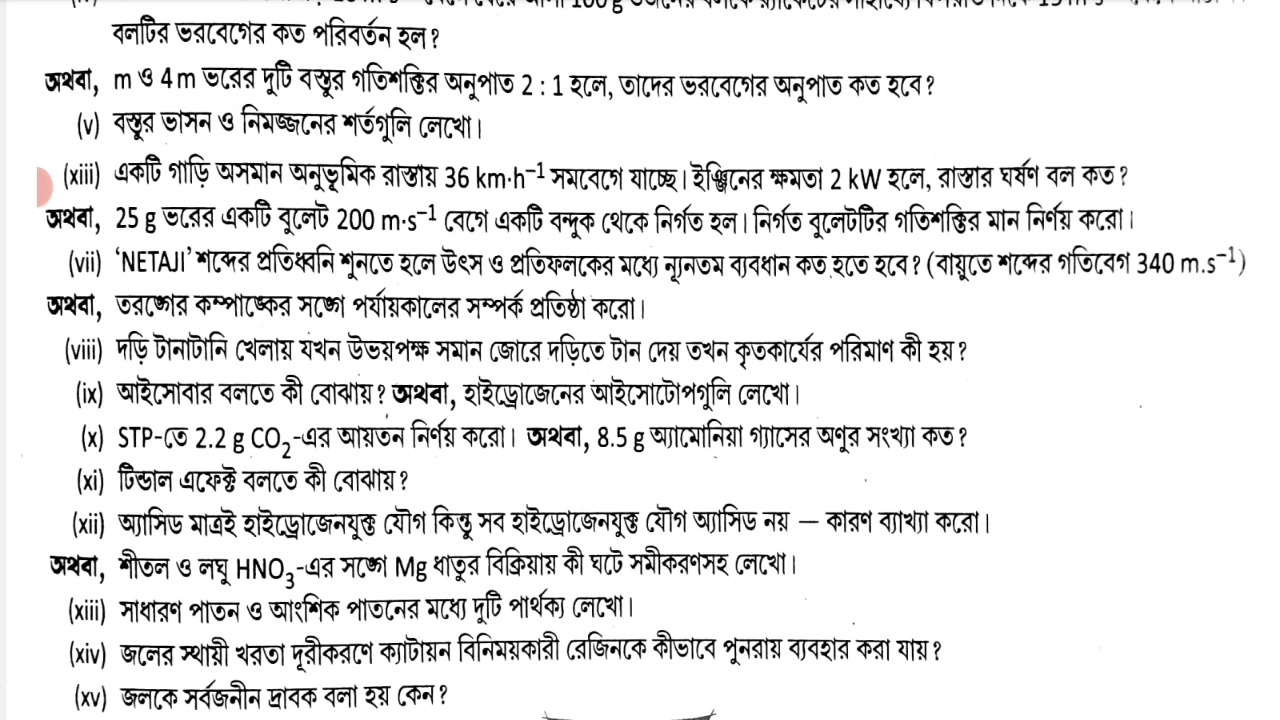 বলটির ভরবেগের কত পরিবর্তন হল?
অথবা, m ও 4m ভরের দুটি বস্তুর গতিশক্তির অনুপাত 2 : 1 হলে, তাদের ভরবেগের অনুপাত কত হবে?
(v) বস্তুর ভাসন ও নিমজ্জনের শর্তগুলি লেখো।
(xiii) একটি গাড়ি অসমান অনুভূমিক রাস্তায় 36 km·h⁻¹ সমবেগে যাচ্ছে। ইঞ্জিনের ক্ষমতা 2 kW হলে, রাস্তার ঘর্ষণ বল কত?
অথবা, 25 g ভরের একটি বুলেট 200 m·s⁻¹ বেগে একটি বন্দুক থেকে নির্গত হল। নির্গত বুলেটটির গতিশক্তির মান নির্ণয় করো।
(vii) ‘NETAJI’ শব্দের প্রতিধ্বনি শুনতে হলে উৎস ও প্রতিফলকের মধ্যে ন্যূনতম ব্যবধান কত হতে হবে? (বায়ুতে শব্দের গতিবেগ 340 m.s⁻¹)
অথবা, তরঙ্গের কম্পাঙ্কের সঙ্গে পর্যায়কালের সম্পর্ক প্রতিষ্ঠা করো।
(viii) দড়ি টানাটানি খেলায় যখন উভয়পক্ষ সমান জোরে দড়িতে টান দেয় তখন কৃতকার্যের পরিমাণ কী হয়?
(ix) আইসোবার বলতে কী বোঝায়? অথবা, হাইড্রোজেনের আইসোটোপগুলি লেখো।
(x) STP-তে 2.2 g CO₂-এর আয়তন নির্ণয় করো। অথবা, 8.5 g অ্যামোনিয়া গ্যাসের অণুর সংখ্যা কত?
(xi) টিন্ডাল এফেক্ট বলতে কী বোঝায়?
(xii) অ্যাসিড মাত্রই হাইড্রোজেনযুক্ত যৌগ কিন্তু সব হাইড্রোজেনযুক্ত যৌগ অ্যাসিড নয় — কারণ ব্যাখ্যা করো।
অথবা, শীতল ও লঘু HNO₃-এর সঙ্গে Mg ধাতুর বিক্রিয়ায় কী ঘটে সমীকরণসহ লেখো।
(xiii) সাধারণ পাতন ও আংশিক পাতনের মধ্যে দুটি পার্থক্য লেখো।
(xiv) জলের স্থায়ী খরতা দূরীকরণে ক্যাটায়ন বিনিময়কারী রেজিনকে কীভাবে পুনরায় ব্যবহার করা যায়?
(xv) জলকে সর্বজনীন দ্রাবক বলা হয় কেন?